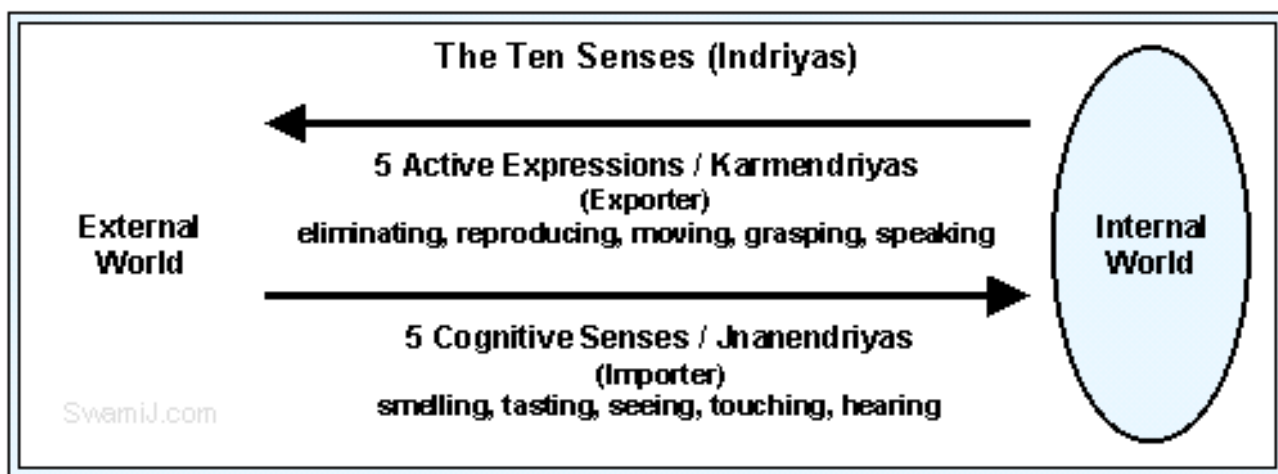 The Ten Senses (Indriyas)
5 Active Expressions / Karmendriyas
(Exporter)
eliminating, reproducing, moving, grasping, speaking
External
World
Internal
World
5 Cognitive Senses / Jnanendriyas
(Importer)
smelling, tasting, seeing, touching, hearing
SwamiJ.com